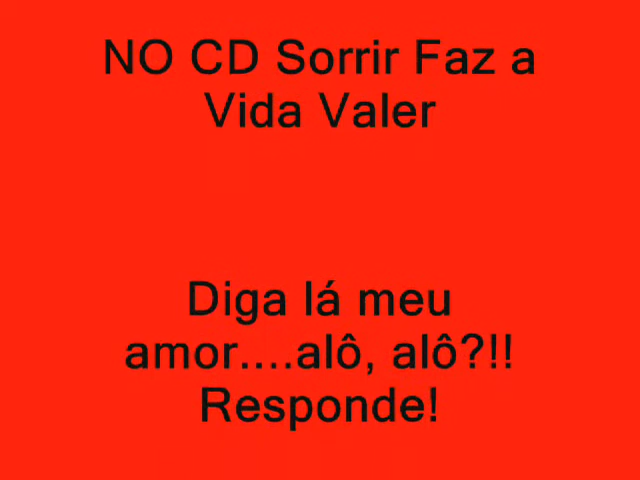 NO CD Sorrir Faz a
Vida Valer
Diga lá meu
amor....alô, alô?!!
Responde!